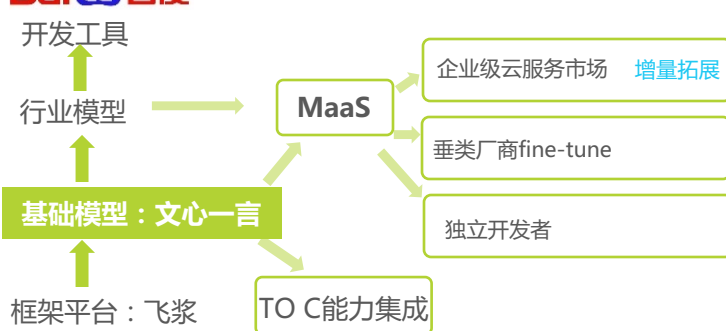 开发工具
行业模型
MaaS
企业级云服务市场 增量拓展
垂类厂商fine-tune
基础模型：文心一言
独立开发者
框架平台：飞浆
TO C能力集成